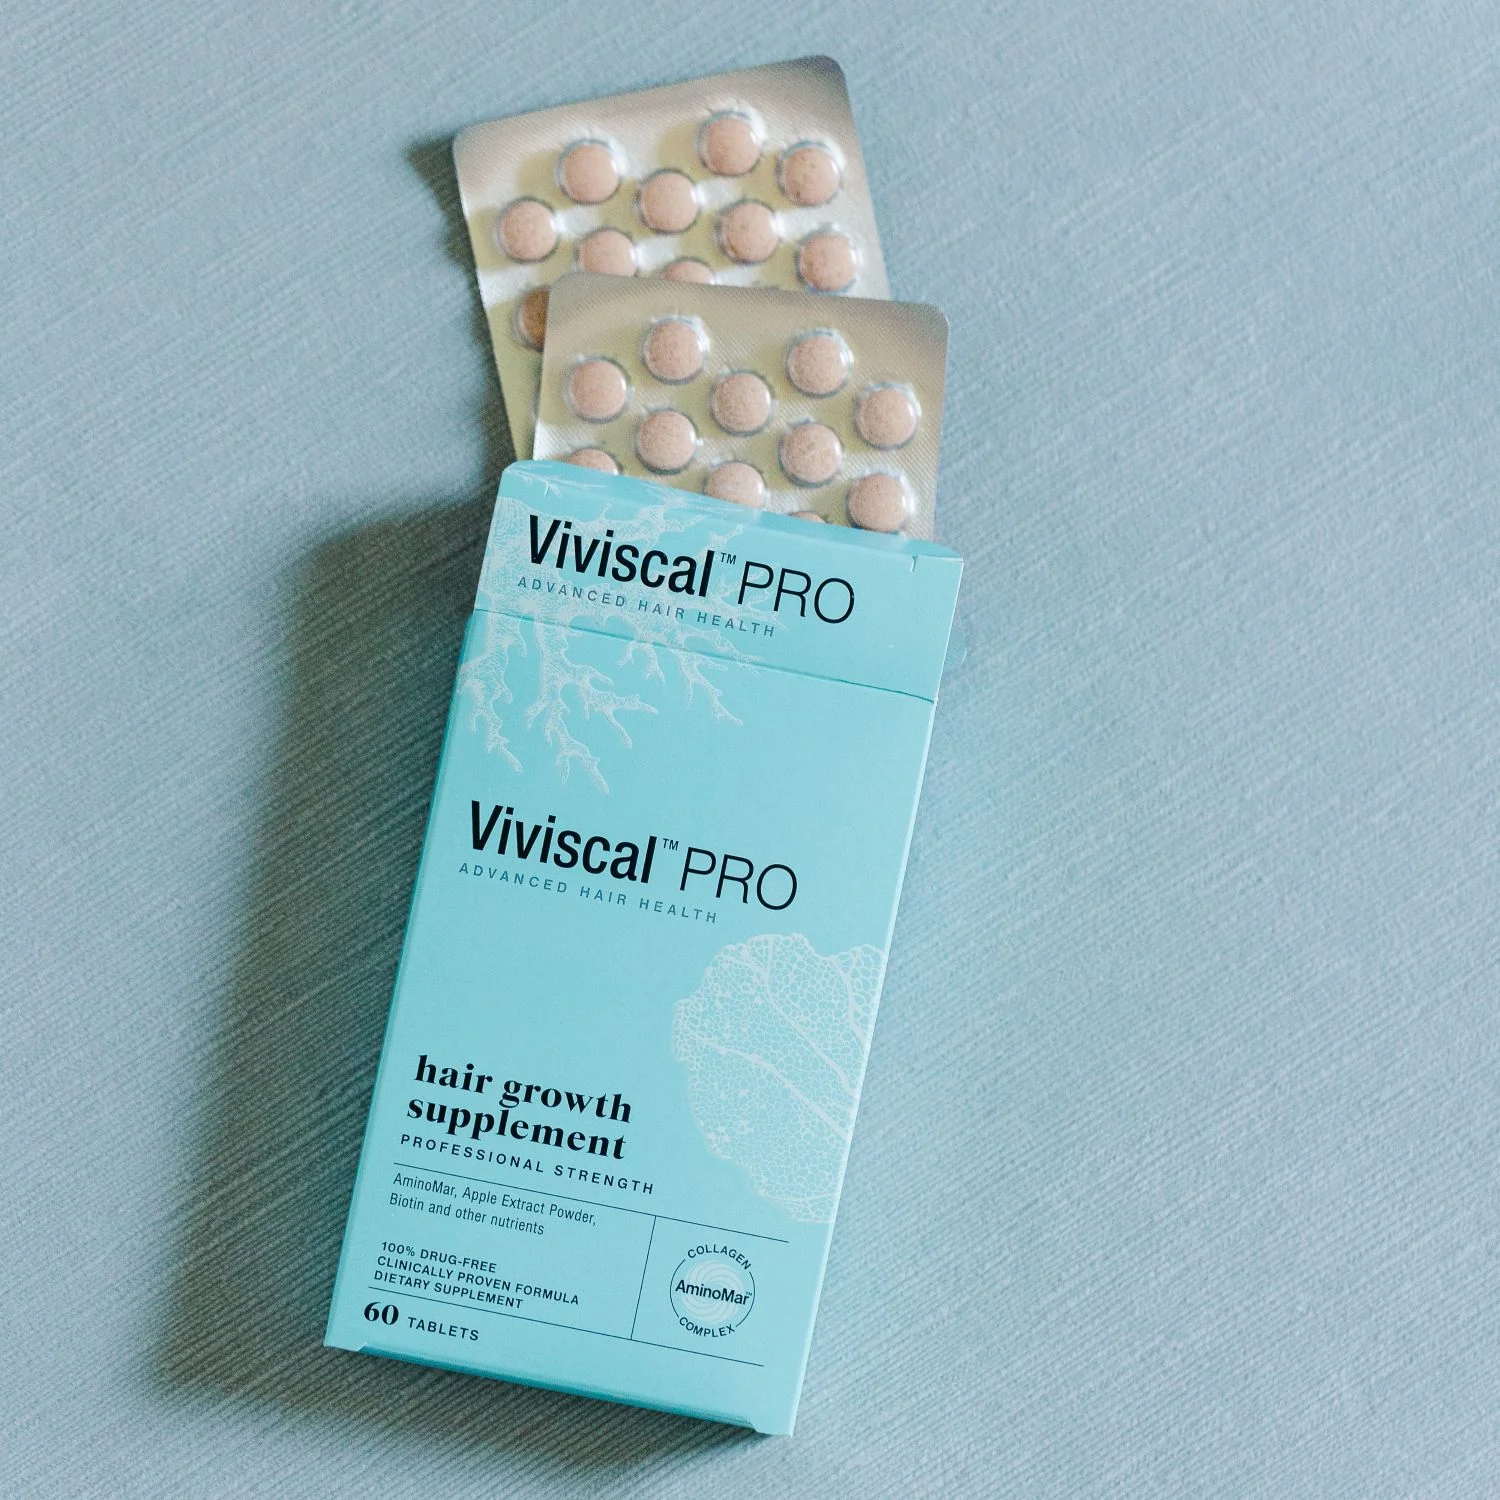 Viviscal™ PRO
ADVANCED HAIR HEALTH
Viviscal™ PRO
ADVANCED HAIR HEALTH
hair growth
supplement
PROFESSIONAL STRENGTH
AminoMar, Apple Extract Powder,
Biotin and other nutrients
100% DRUG-FREE
CLINICALLY PROVEN FORMULA
DIETARY SUPPLEMENT
60 TABLETS
COLLAGEN
AminoMar™
COMPLEX